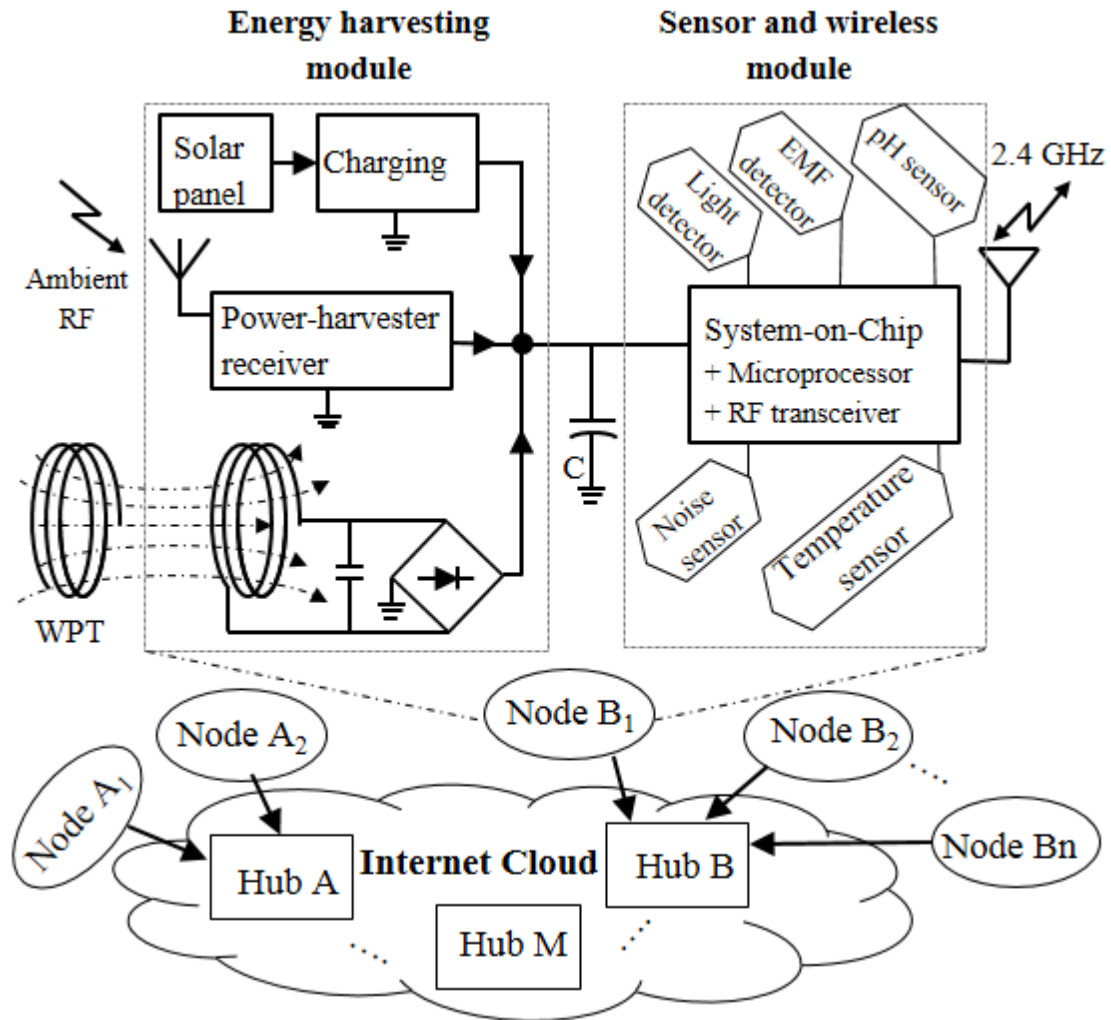 Energy harvesting
module
Sensor and wireless
module
Solar
panel
Charging
Ambient
RF
Power-harvester
receiver
WPT
C
Light
detector
EMF
detector
pH sensor
2.4 GHz
System-on-Chip
+ Microprocessor
+ RF transceiver
Noise
sensor
Temperature
sensor
Node A1
Node A2
Node B1
Node B2
.....
Node Bn
Hub A
Internet Cloud
Hub B
Hub M
.....
.....